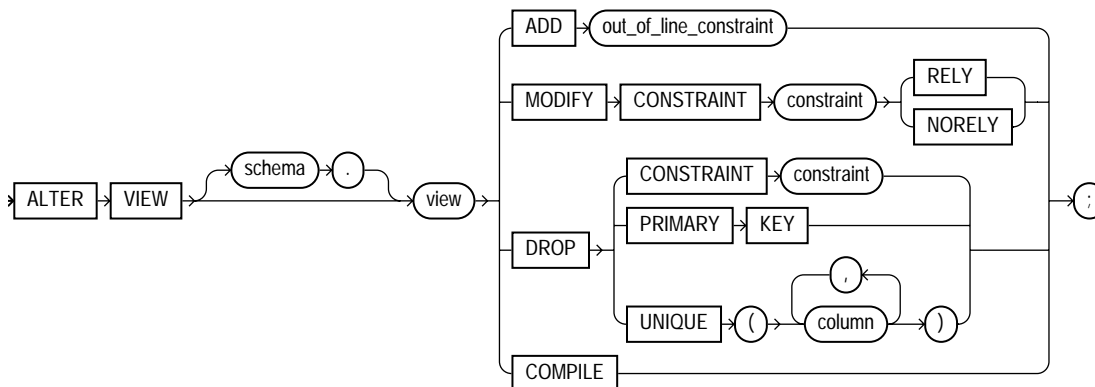 ADD out_of_line_constraint
MODIFY CONSTRAINT constraint RELY
NORELY
ALTER VIEW schema . view
DROP CONSTRAINT constraint
PRIMARY KEY
UNIQUE ( column , )
COMPILE
;